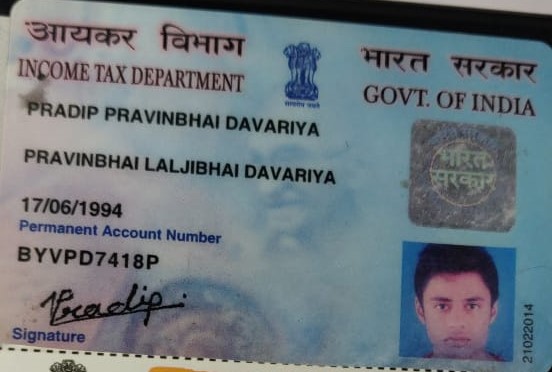 आयकर विभाग
INCOME TAX DEPARTMENT
सत्यमेव जयते
भारत सरकार
GOVT. OF INDIA
PRADIP PRAVINBHAI DAVARIYA
PRAVINBHAI LALJIBHAI DAVARIYA
17/06/1994
Permanent Account Number
BYVPD7418P
भारत सरकार
Pradip.
Signature
21022014